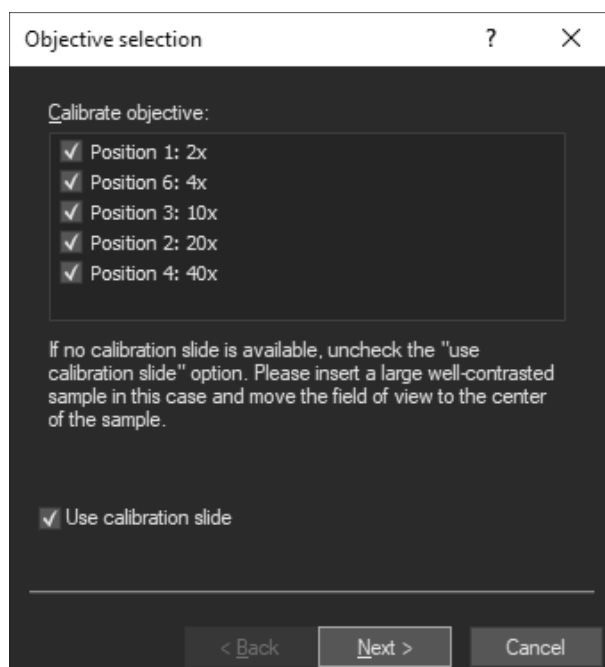 Objective selection ?
Calibrate objective:
Position 1: 2x
Position 6: 4x
Position 3: 10x
Position 2: 20x
Position 4: 40x
If no calibration slide is available, uncheck the "use
calibration slide" option. Please insert a large well-contrasted
sample in this case and move the field of view to the center
of the sample.
Use calibration slide
< Back Next > Cancel